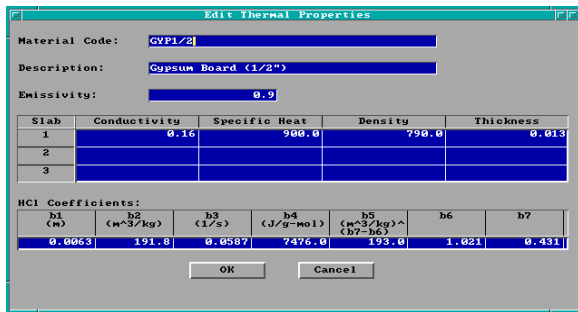 Edit Thermal Properties
Material Code: GYP1/2
Description: Gypsum Board (1/2")
Emissivity: 0.9
Slab Conductivity Specific Heat Density Thickness
1 0.16 900.0 790.0 0.013
2
3
HCl Coefficients:
b1 b2 b3 b4 b5 b6 b7
(m) (m^3/kg) (1/s) (J/g-mol) (m^3/kg)^
(b7-b6)
0.0063 191.8 0.0587 7476.0 193.0 1.021 0.431
OK Cancel